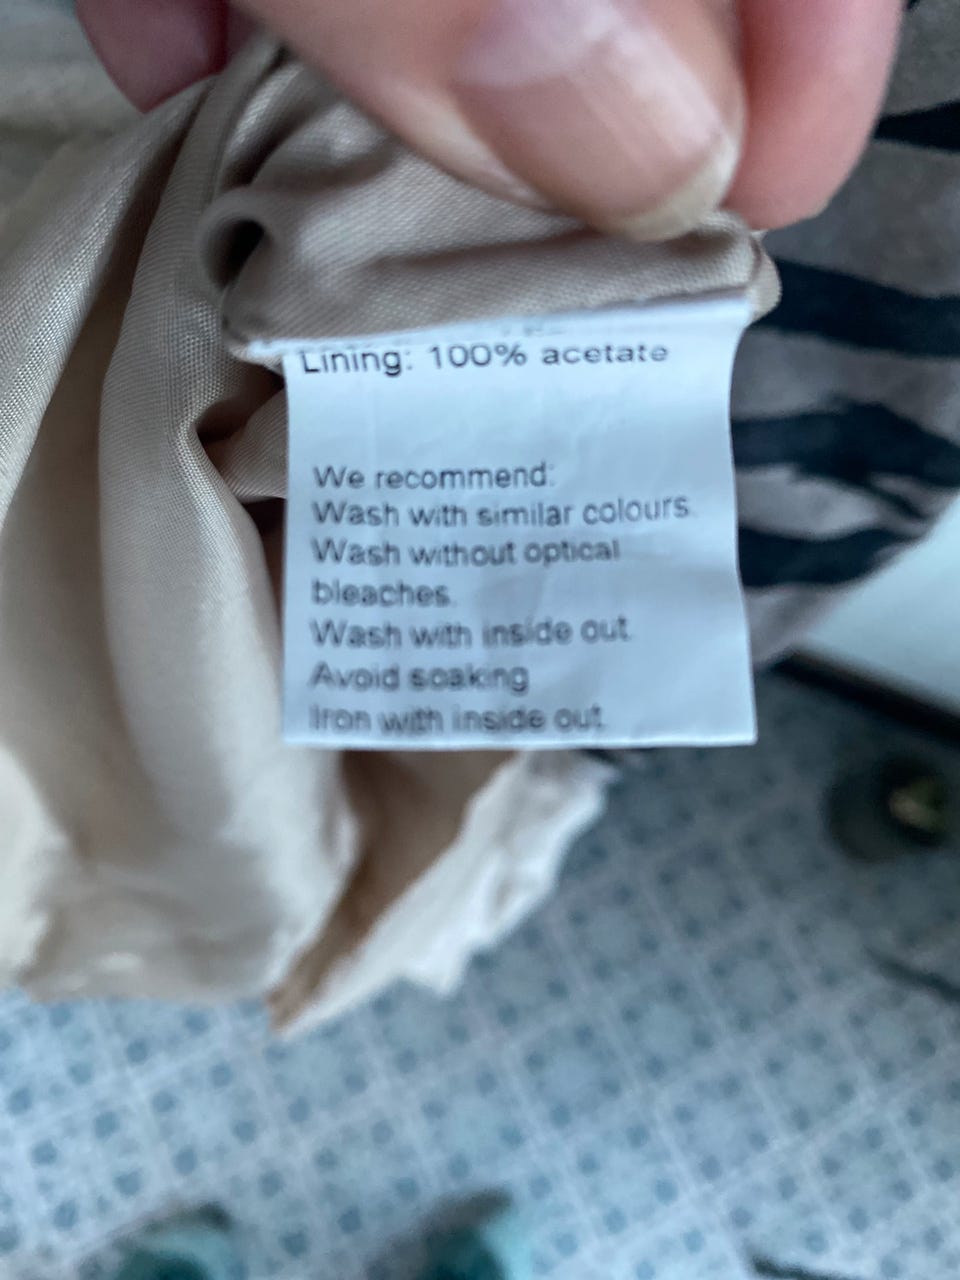 Lining: 100% acetate
We recommend:
Wash with similar colours.
Wash without optical
bleaches.
Wash with inside out.
Avoid soaking
Iron with inside out.